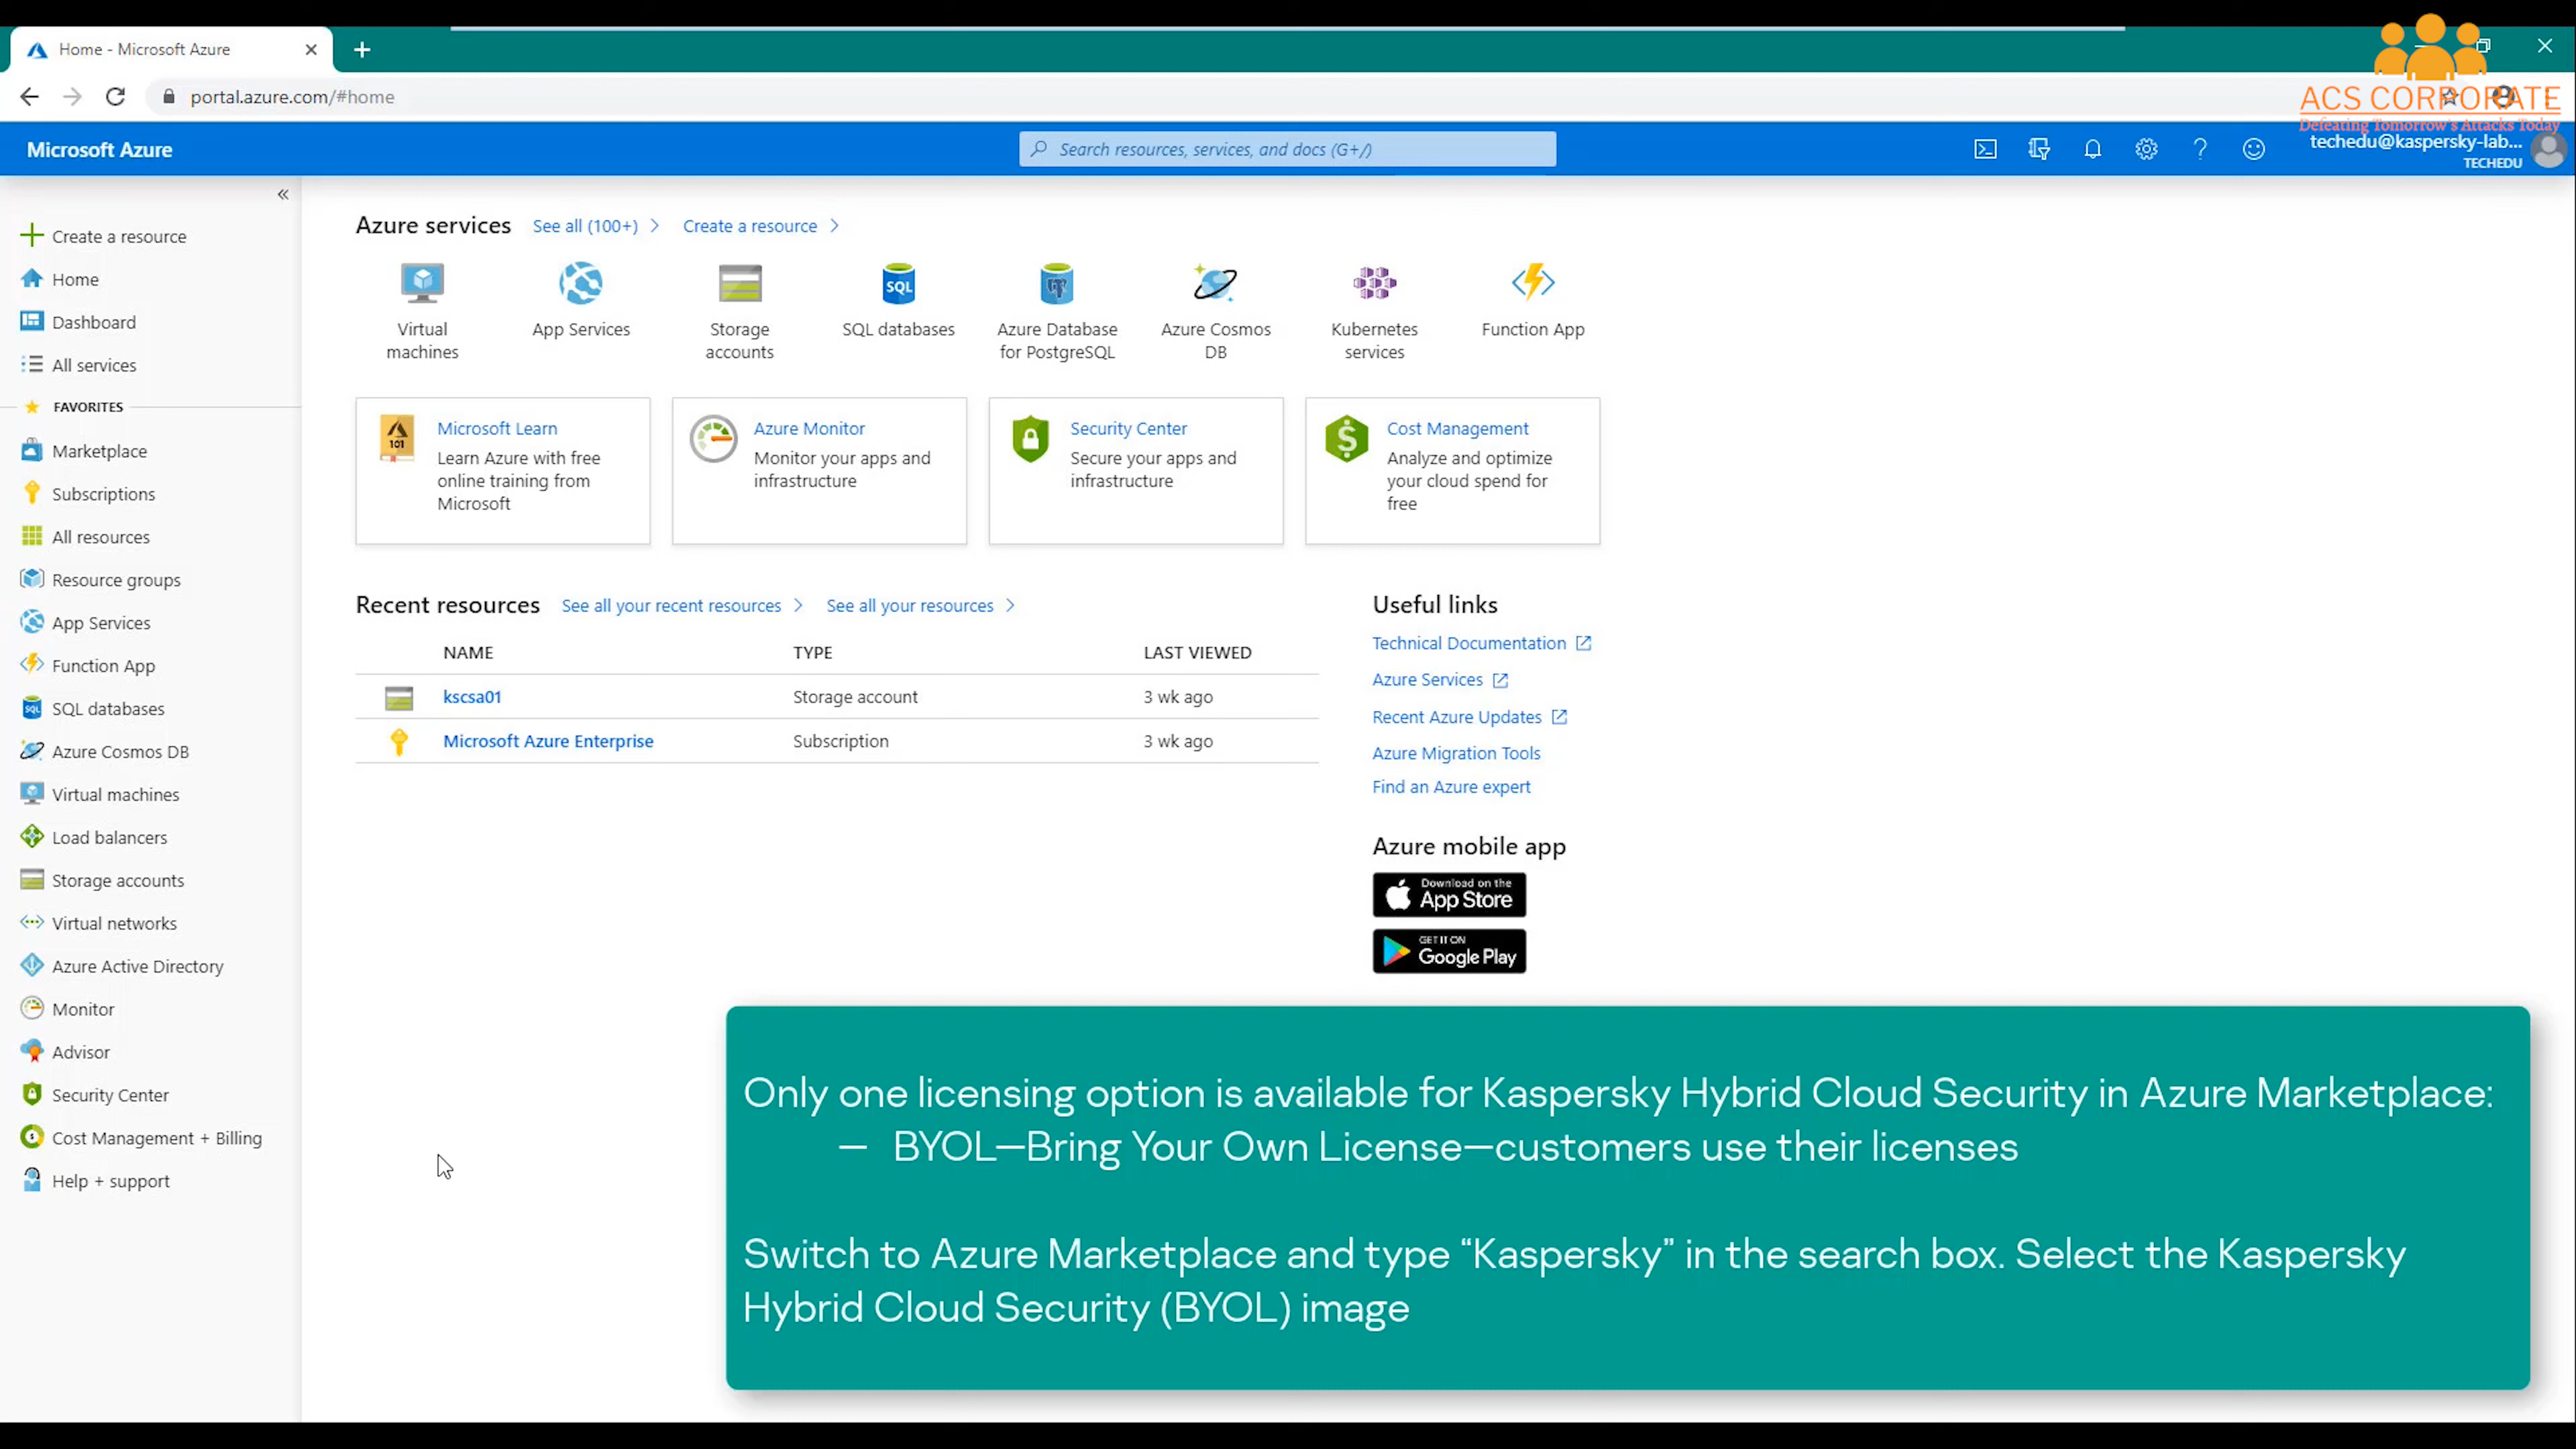 Home - Microsoft Azure
portal.azure.com/#home
ACS CORPORATE
Defeating Tomorrow's Attacks Today
Microsoft Azure
Search resources, services, and docs (G+/)
techedu@kaspersky-lab...
TECHEDU
Create a resource
Home
Dashboard
All services
FAVORITES
Marketplace
Subscriptions
All resources
Resource groups
App Services
Function App
SQL databases
Azure Cosmos DB
Virtual machines
Load balancers
Storage accounts
Virtual networks
Azure Active Directory
Monitor
Advisor
Security Center
Cost Management + Billing
Help + support
Azure services See all (100+) Create a resource
SQL
Virtual machines
App Services
Storage accounts
SQL databases
Azure Database for PostgreSQL
Azure Cosmos DB
Kubernetes services
Function App
101
Microsoft Learn
Learn Azure with free
online training from
Microsoft
Azure Monitor
Monitor your apps and
infrastructure
Security Center
Secure your apps and
infrastructure
Cost Management
Analyze and optimize
your cloud spend for
free
Recent resources See all your recent resources See all your resources
NAME TYPE LAST VIEWED
kscsa01 Storage account 3 wk ago
Microsoft Azure Enterprise Subscription 3 wk ago
Useful links
Technical Documentation
Azure Services
Recent Azure Updates
Azure Migration Tools
Find an Azure expert
Azure mobile app
Download on the
App Store
GET IT ON
Google Play
Only one licensing option is available for Kaspersky Hybrid Cloud Security in Azure Marketplace:
— BYOL—Bring Your Own License—customers use their licenses
Switch to Azure Marketplace and type “Kaspersky” in the search box. Select the Kaspersky
Hybrid Cloud Security (BYOL) image